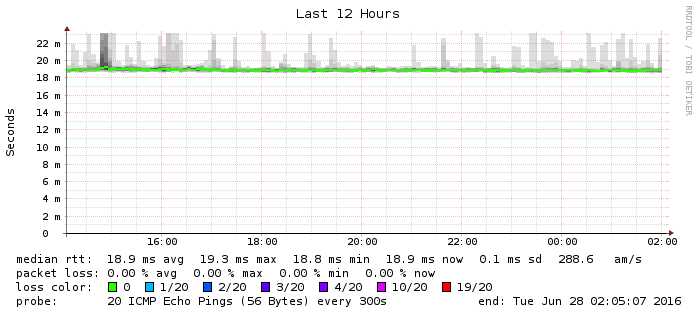 Last 12 Hours
RRDTOOL / TOBI OETIKER
Seconds
22 m
20 m
18 m
16 m
14 m
12 m
10 m
8 m
6 m
4 m
2 m
0
16:00 18:00 20:00 22:00 00:00 02:00
median rtt: 18.9 ms avg 19.3 ms max 18.8 ms min 18.9 ms now 0.1 ms sd 288.6 am/s
packet loss: 0.00 % avg 0.00 % max 0.00 % min 0.00 % now
loss color: 0 1/20 2/20 3/20 4/20 10/20 19/20
probe: 20 ICMP Echo Pings (56 Bytes) every 300s end: Tue Jun 28 02:05:07 2016